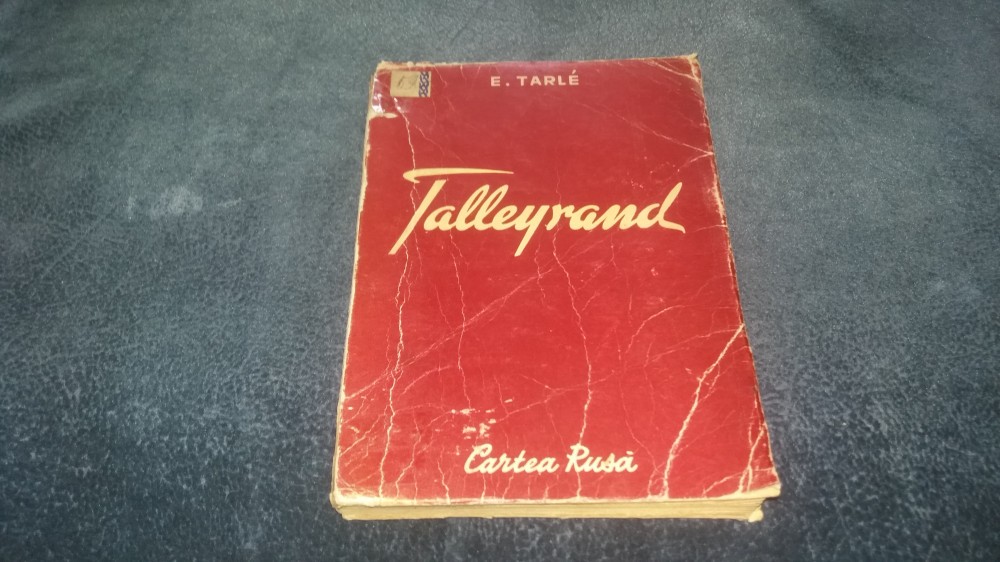 E. TARLÉ
Talleyrand
Cartea Rusă